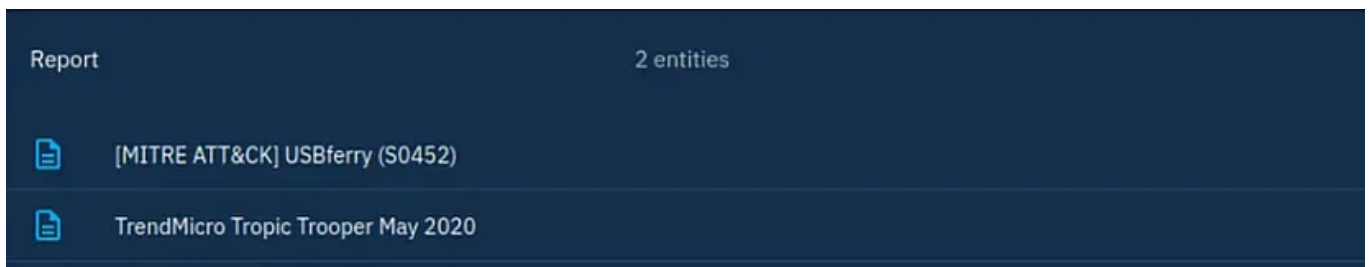 Report 2 entities
[MITRE ATT&CK] USBferry (S0452)
TrendMicro Tropic Trooper May 2020